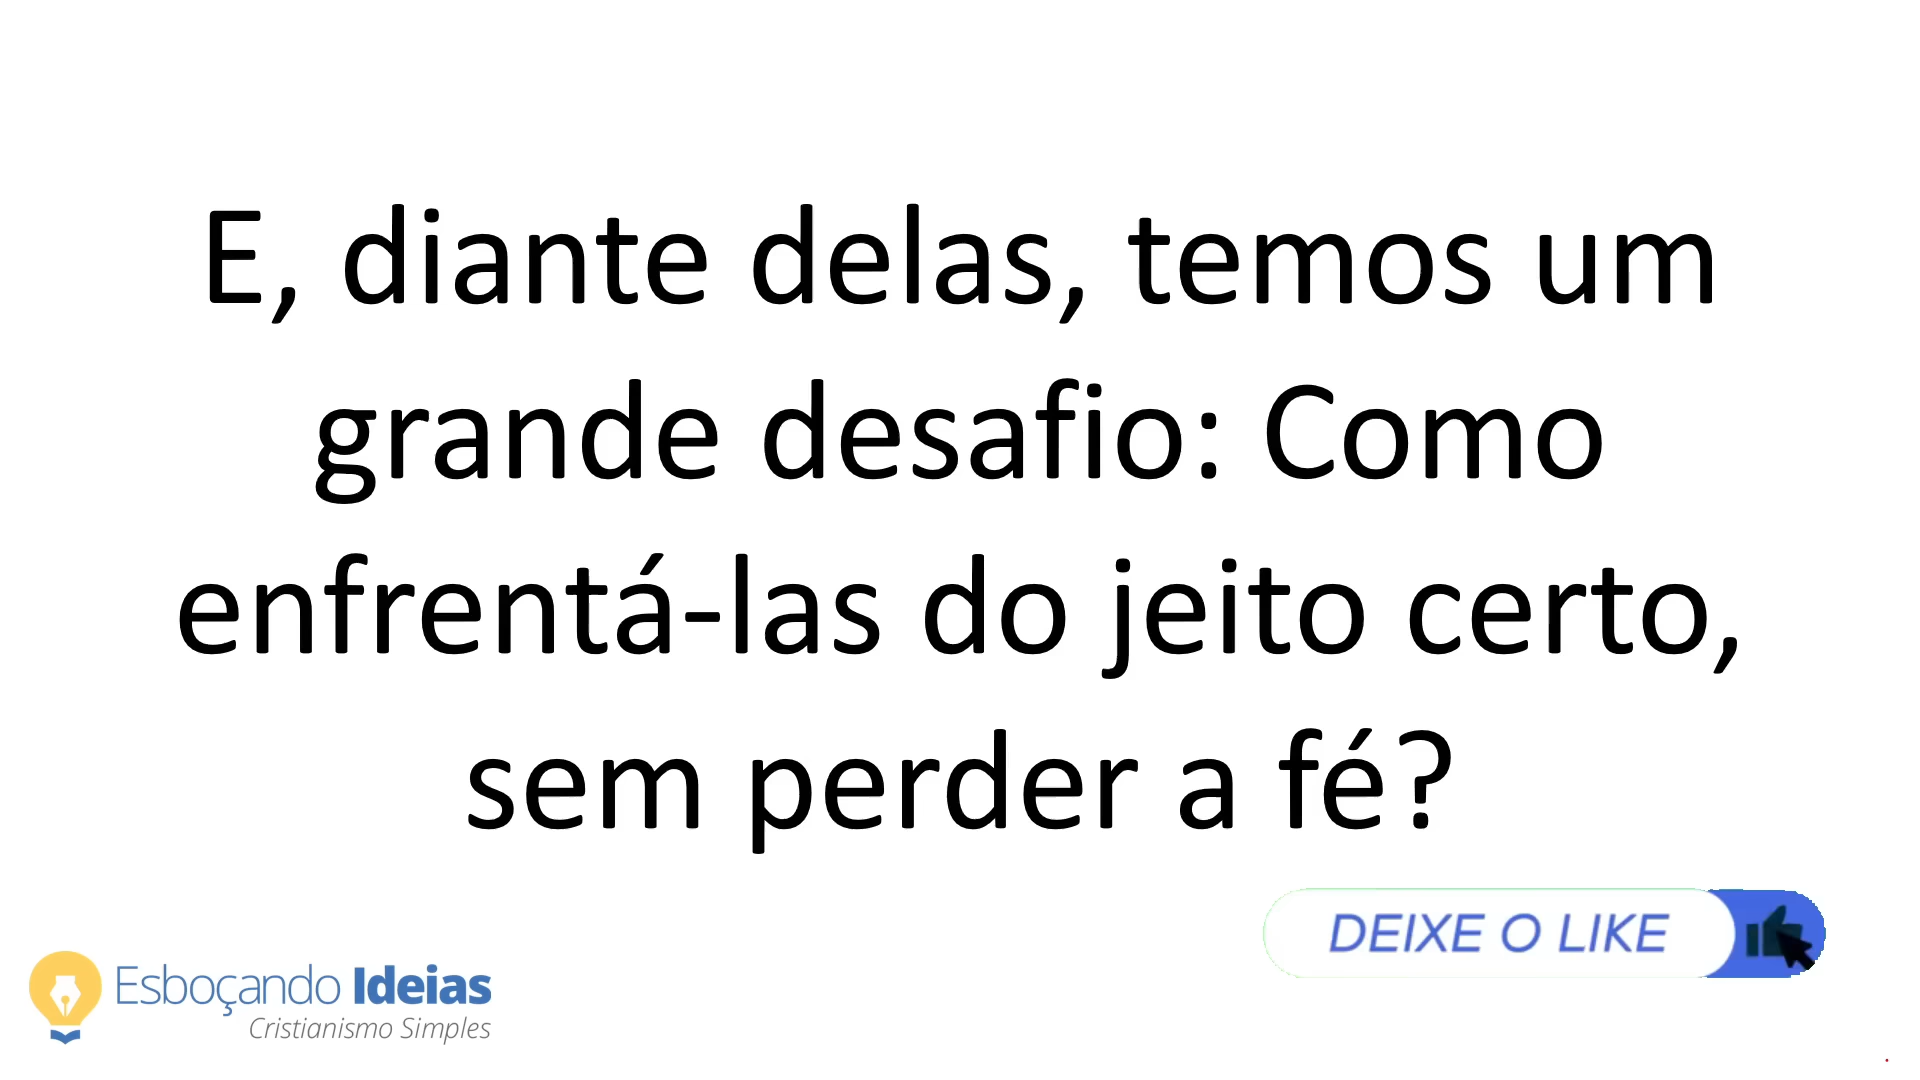 E, diante delas, temos um
grande desafio: Como
enfrentá-las do jeito certo,
sem perder a fé?
DEIXE O LIKE
Esboçando Ideias
Cristianismo Simples